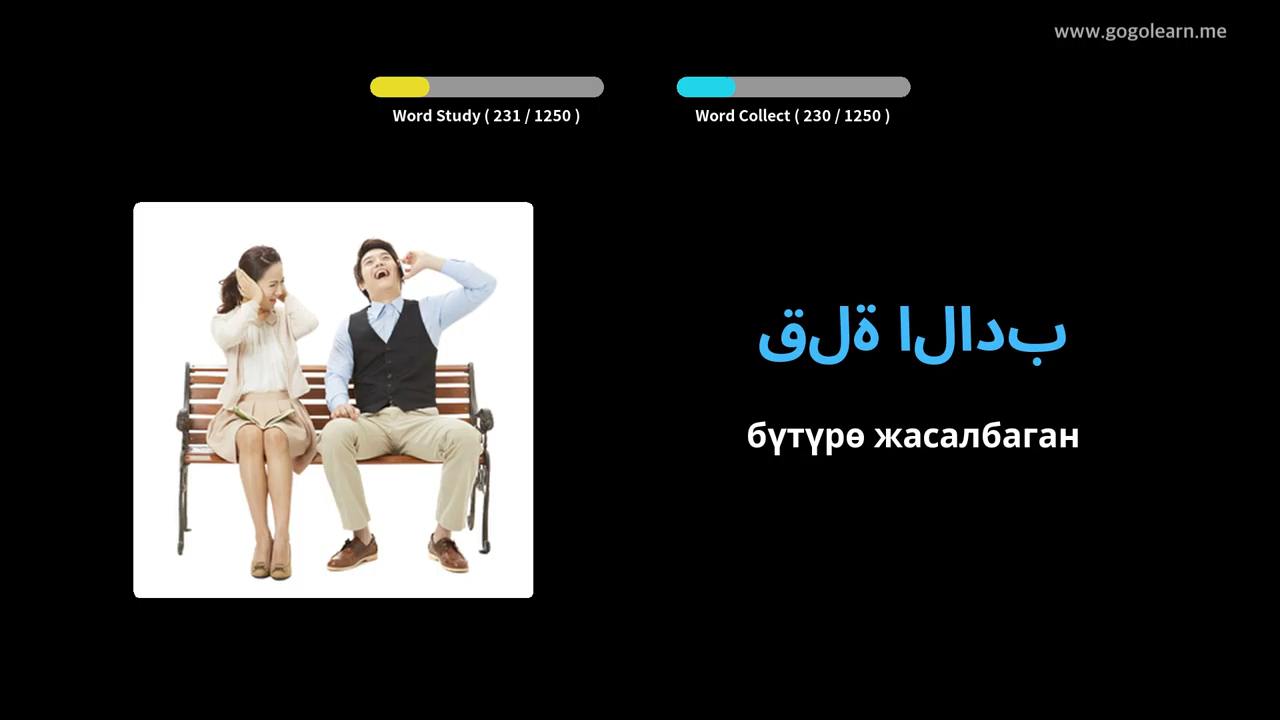 www.gogolearn.me
Word Study ( 231 / 1250 )
Word Collect ( 230 / 1250 )
قلة الادب
бүтүрө жасалбаган